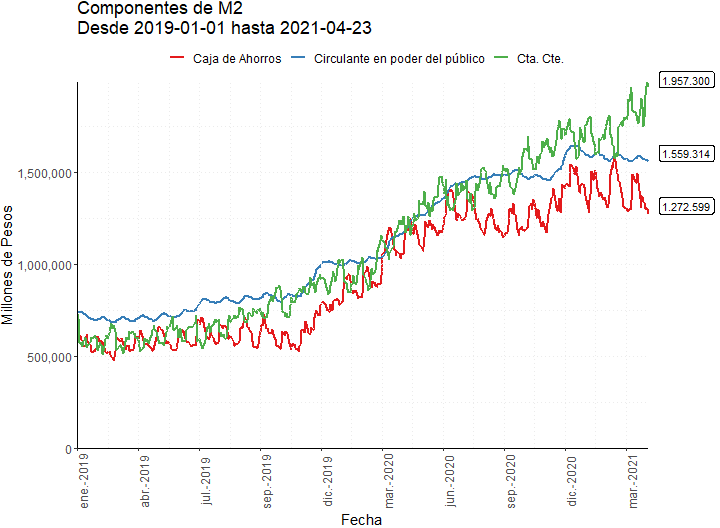 Componentes de M2
Desde 2019-01-01 hasta 2021-04-23
Caja de Ahorros Circulante en poder del público Cta. Cte.
1.957.300
1.559.314
1.272.599
Millones de Pesos
1,500,000
1,000,000
500,000
0
ene.-2019
abr.-2019
jul.-2019
sep.-2019
dic.-2019
mar.-2020
jun.-2020
sep.-2020
dic.-2020
mar.-2021
Fecha